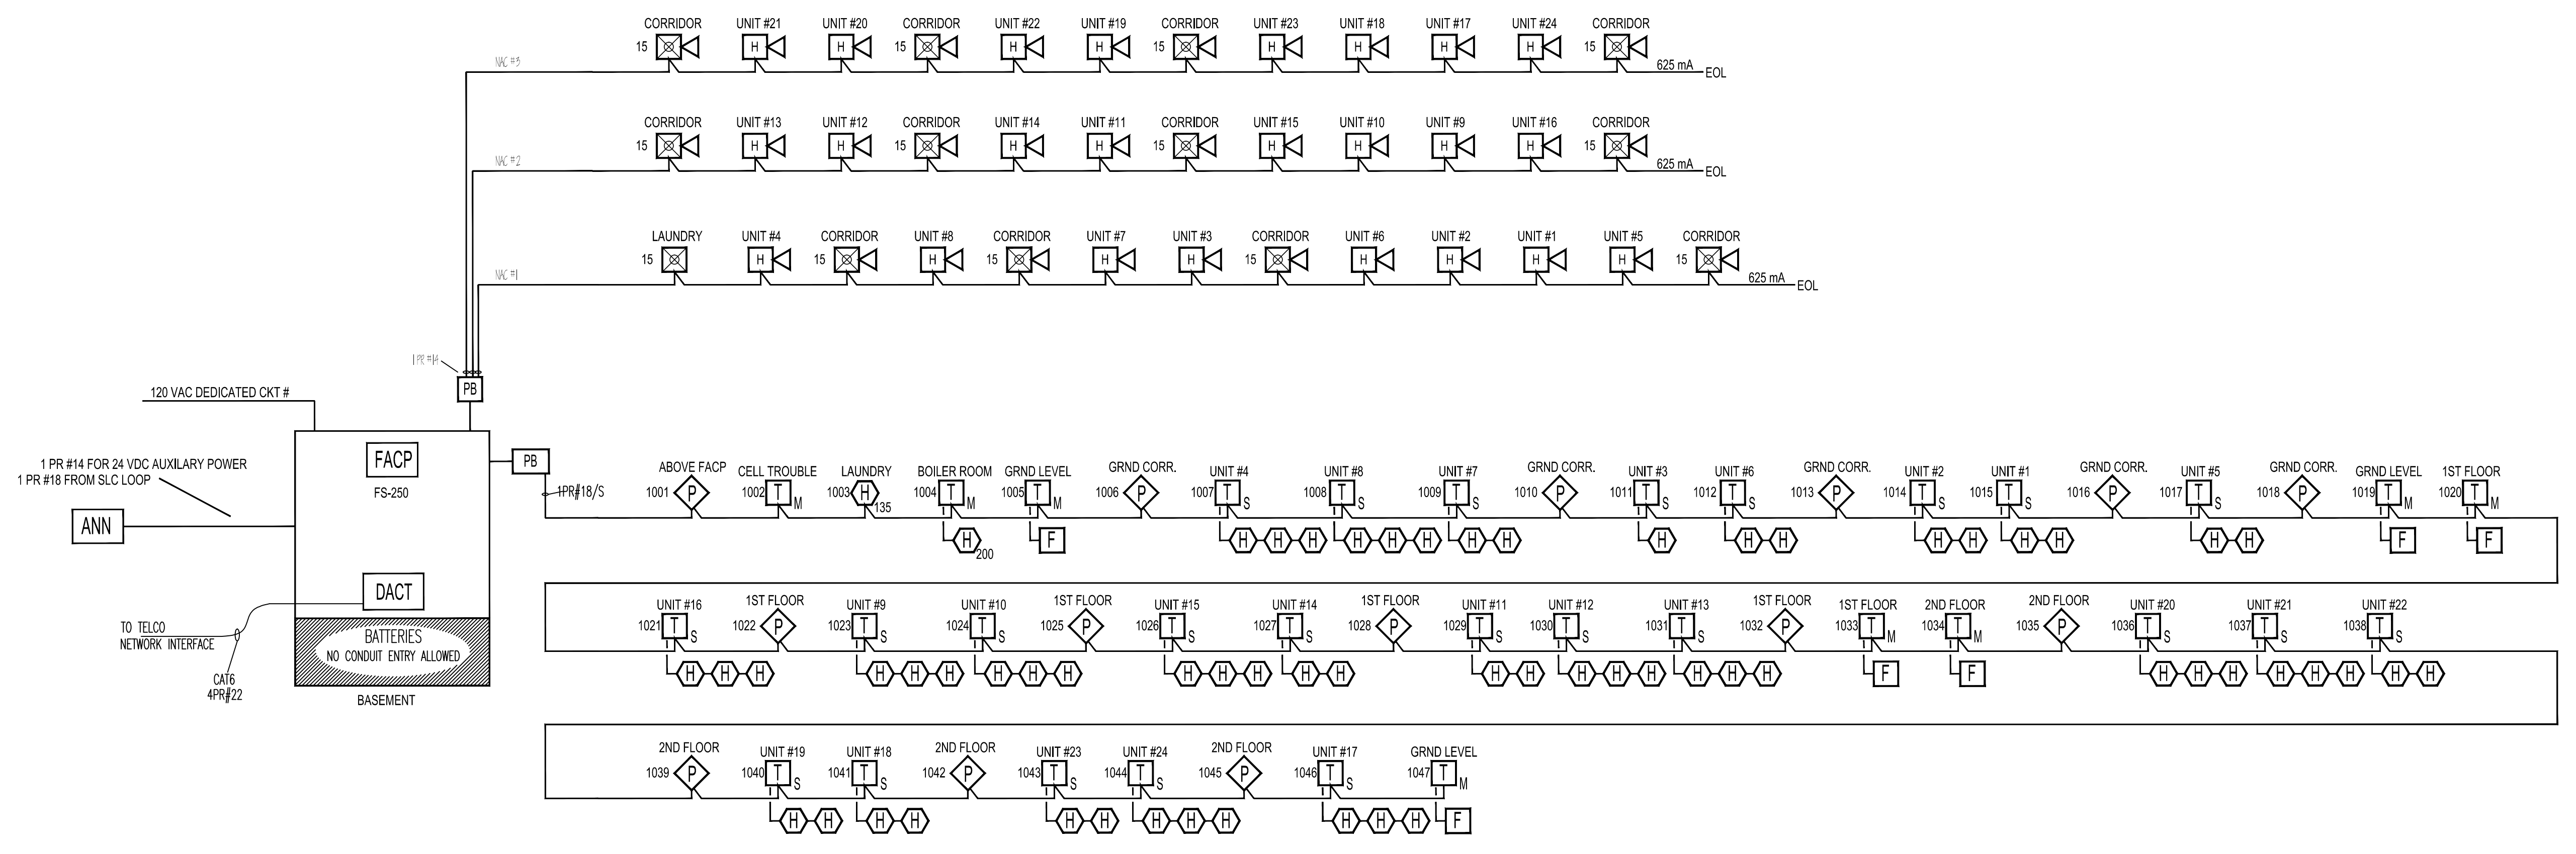 CORRIDOR UNIT #21 UNIT #20 CORRIDOR UNIT #22 UNIT #19 CORRIDOR UNIT #23 UNIT #18 UNIT #17 UNIT #24 CORRIDOR
15 H H 15 H H 15 H H H H 15
NAC #3
625 mA EOL
CORRIDOR UNIT #13 UNIT #12 CORRIDOR UNIT #14 UNIT #11 CORRIDOR UNIT #15 UNIT #10 UNIT #9 UNIT #16 CORRIDOR
15 H H 15 H H 15 H H H H 15
NAC #2
625 mA EOL
LAUNDRY UNIT #4 CORRIDOR UNIT #8 CORRIDOR UNIT #7 UNIT #3 CORRIDOR UNIT #6 UNIT #2 UNIT #1 UNIT #5 CORRIDOR
15 H 15 H 15 H H 15 H H H H 15
NAC #1
625 mA EOL
1 PR #14
PB
120 VAC DEDICATED CKT #
FACP
FS-250
1 PR #14 FOR 24 VDC AUXILARY POWER
1 PR #18 FROM SLC LOOP
ANN
DACT
TO TELCO
NETWORK INTERFACE
CAT6
4PR#22
BATTERIES
NO CONDUIT ENTRY ALLOWED
BASEMENT
PB
1PR#18/S
ABOVE FACP CELL TROUBLE LAUNDRY BOILER ROOM GRND LEVEL GRND CORR. UNIT #4 UNIT #8 UNIT #7 GRND CORR. UNIT #3 UNIT #6 GRND CORR. UNIT #2 UNIT #1 GRND CORR. UNIT #5 GRND CORR. GRND LEVEL 1ST FLOOR
1001 P 1002 T M 1003 H 135 1004 T M 1005 T M 1006 P 1007 T S 1008 T S 1009 T S 1010 P 1011 T S 1012 T S 1013 P 1014 T S 1015 T S 1016 P 1017 T S 1018 P 1019 T M 1020 T M
H 200 F H H H H H H H H H H H H H H H H H F F
UNIT #16 1ST FLOOR UNIT #9 UNIT #10 1ST FLOOR UNIT #15 UNIT #14 1ST FLOOR UNIT #11 UNIT #12 UNIT #13 1ST FLOOR 1ST FLOOR 2ND FLOOR 2ND FLOOR UNIT #20 UNIT #21 UNIT #22
1021 T S 1022 P 1023 T S 1024 T S 1025 P 1026 T S 1027 T S 1028 P 1029 T S 1030 T S 1031 T S 1032 P 1033 T M 1034 T M 1035 P 1036 T S 1037 T S 1038 T S
H H H H H H H H H H H H H H H H H H H H H H F F H H H H H H H H
2ND FLOOR UNIT #19 UNIT #18 2ND FLOOR UNIT #23 UNIT #24 2ND FLOOR UNIT #17 GRND LEVEL
1039 P 1040 T S 1041 T S 1042 P 1043 T S 1044 T S 1045 P 1046 T S 1047 T M
H H H H H H H H H H H H F